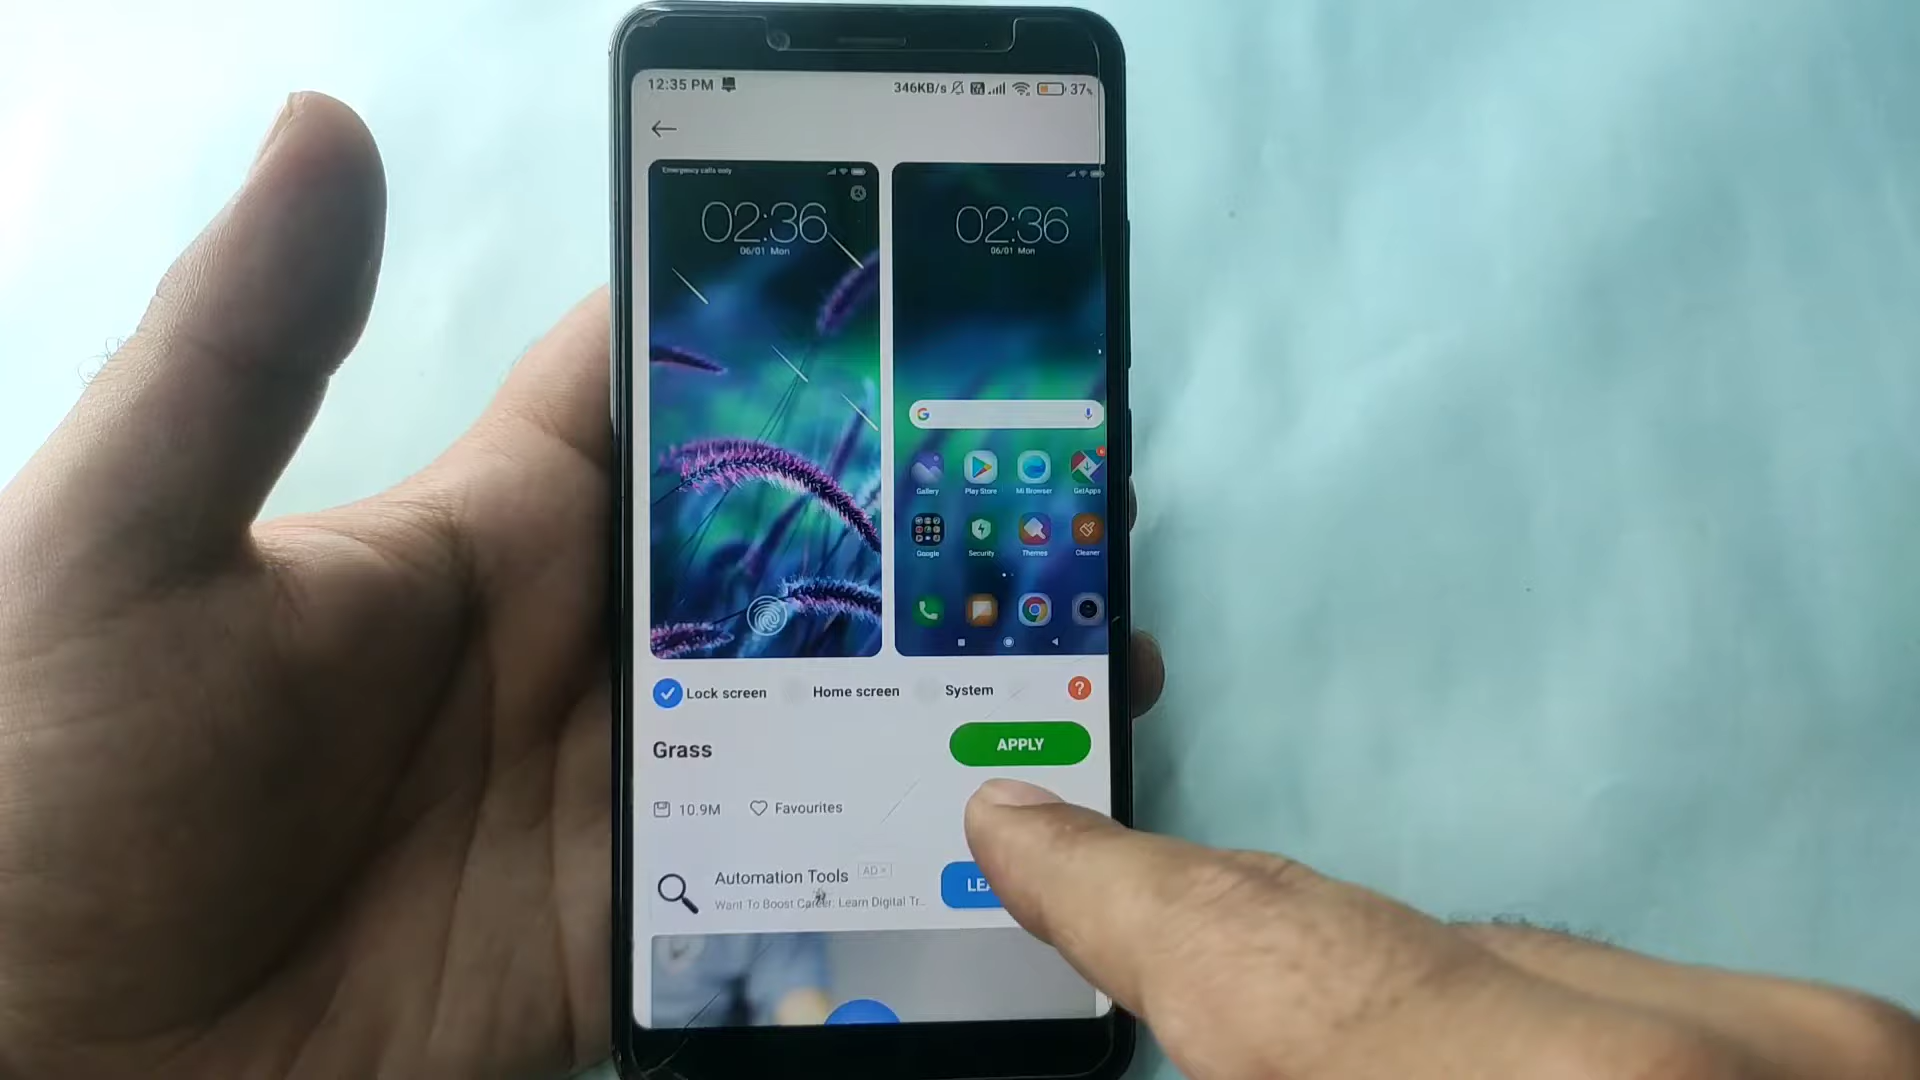 12:35 PM
346KB/s
37%
Emergency calls only
02:36
06/01 Mon
02:36
06/01 Mon
G
Gallery
Play Store
Mi Browser
GetApps
Google
Security
Themes
Cleaner
Lock screen
Home screen
System
?
Grass
APPLY
10.9M
Favourites
Automation Tools
AD ×
Want To Boost Career: Learn Digital Tr...
LEA